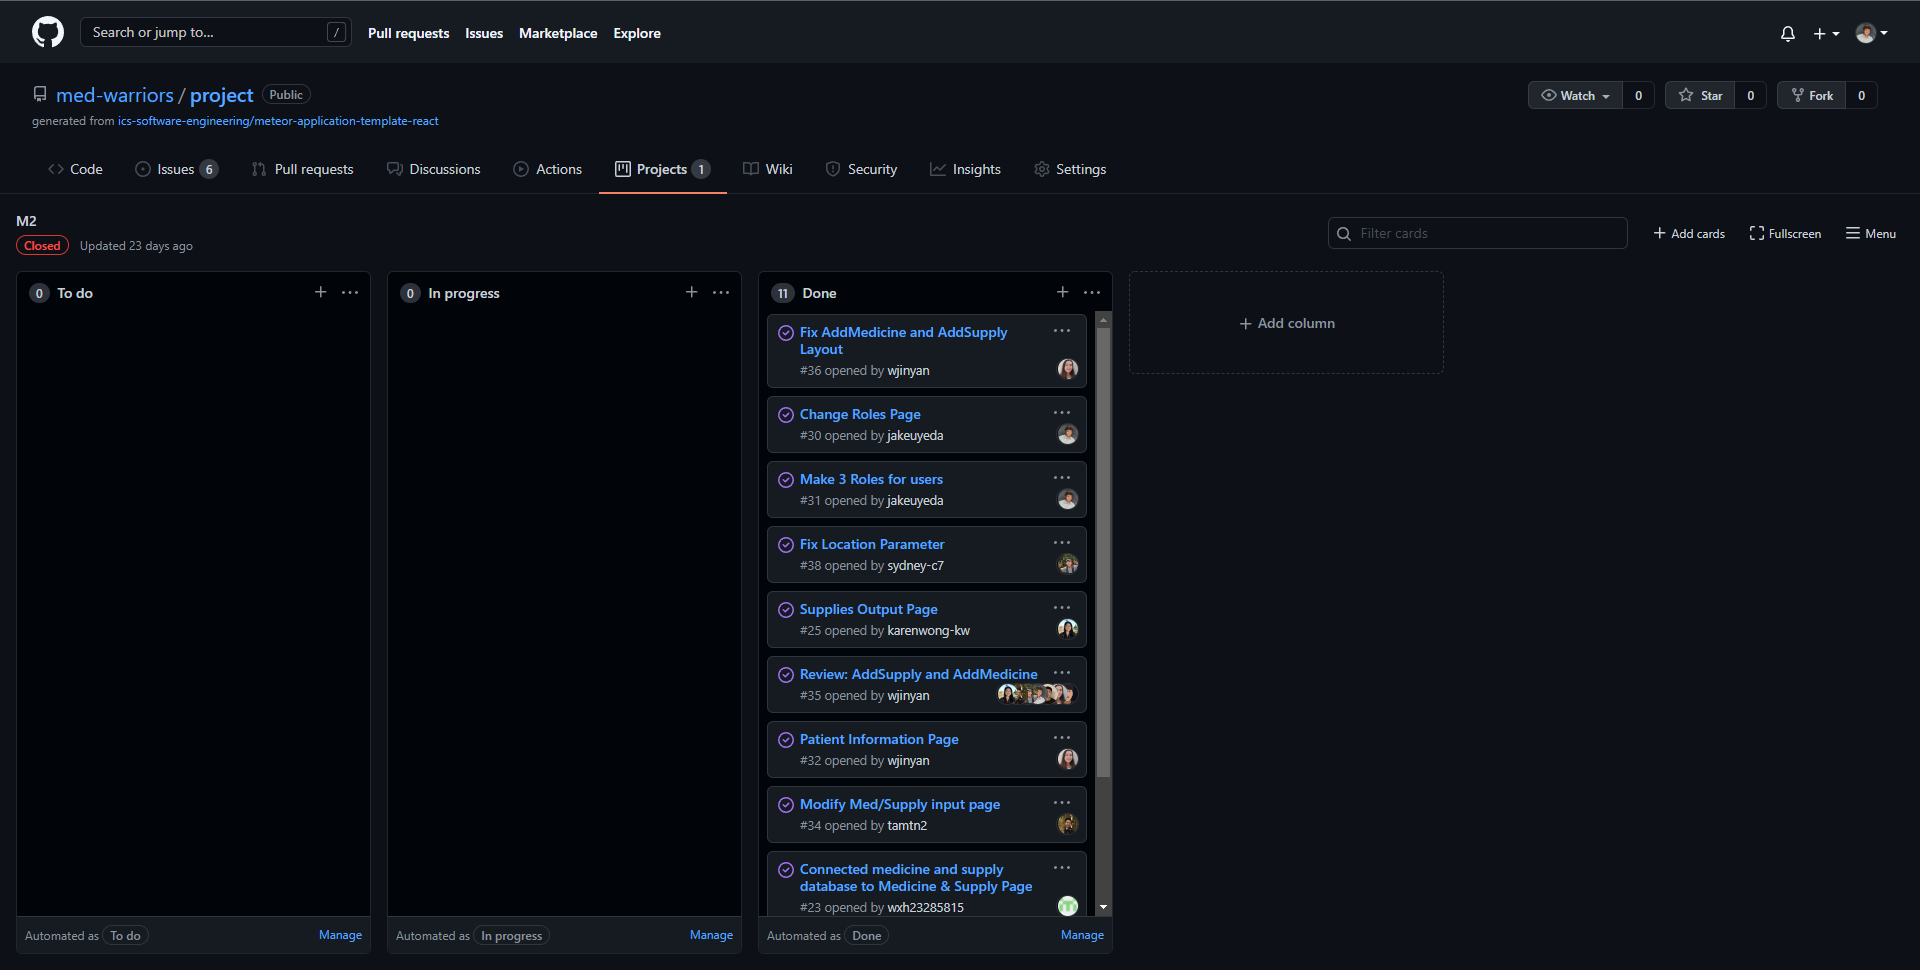 Search or jump to... /
Pull requests Issues Marketplace Explore
med-warriors / project Public
Watch 0 Star 0 Fork 0
generated from ics-software-engineering/meteor-application-template-react
Code Issues 6 Pull requests Discussions Actions Projects 1 Wiki Security Insights Settings
M2
Closed Updated 23 days ago
Filter cards
Add cards Fullscreen Menu
0 To do
Automated as To do Manage
0 In progress
Automated as In progress Manage
11 Done
Fix AddMedicine and AddSupply
Layout
#36 opened by wjinyan
Change Roles Page
#30 opened by jakeuyeda
Make 3 Roles for users
#31 opened by jakeuyeda
Fix Location Parameter
#38 opened by sydney-c7
Supplies Output Page
#25 opened by karenwong-kw
Review: AddSupply and AddMedicine
#35 opened by wjinyan
Patient Information Page
#32 opened by wjinyan
Modify Med/Supply input page
#34 opened by tamtn2
Connected medicine and supply
database to Medicine & Supply Page
#23 opened by wxh23285815
Automated as Done Manage
Add column